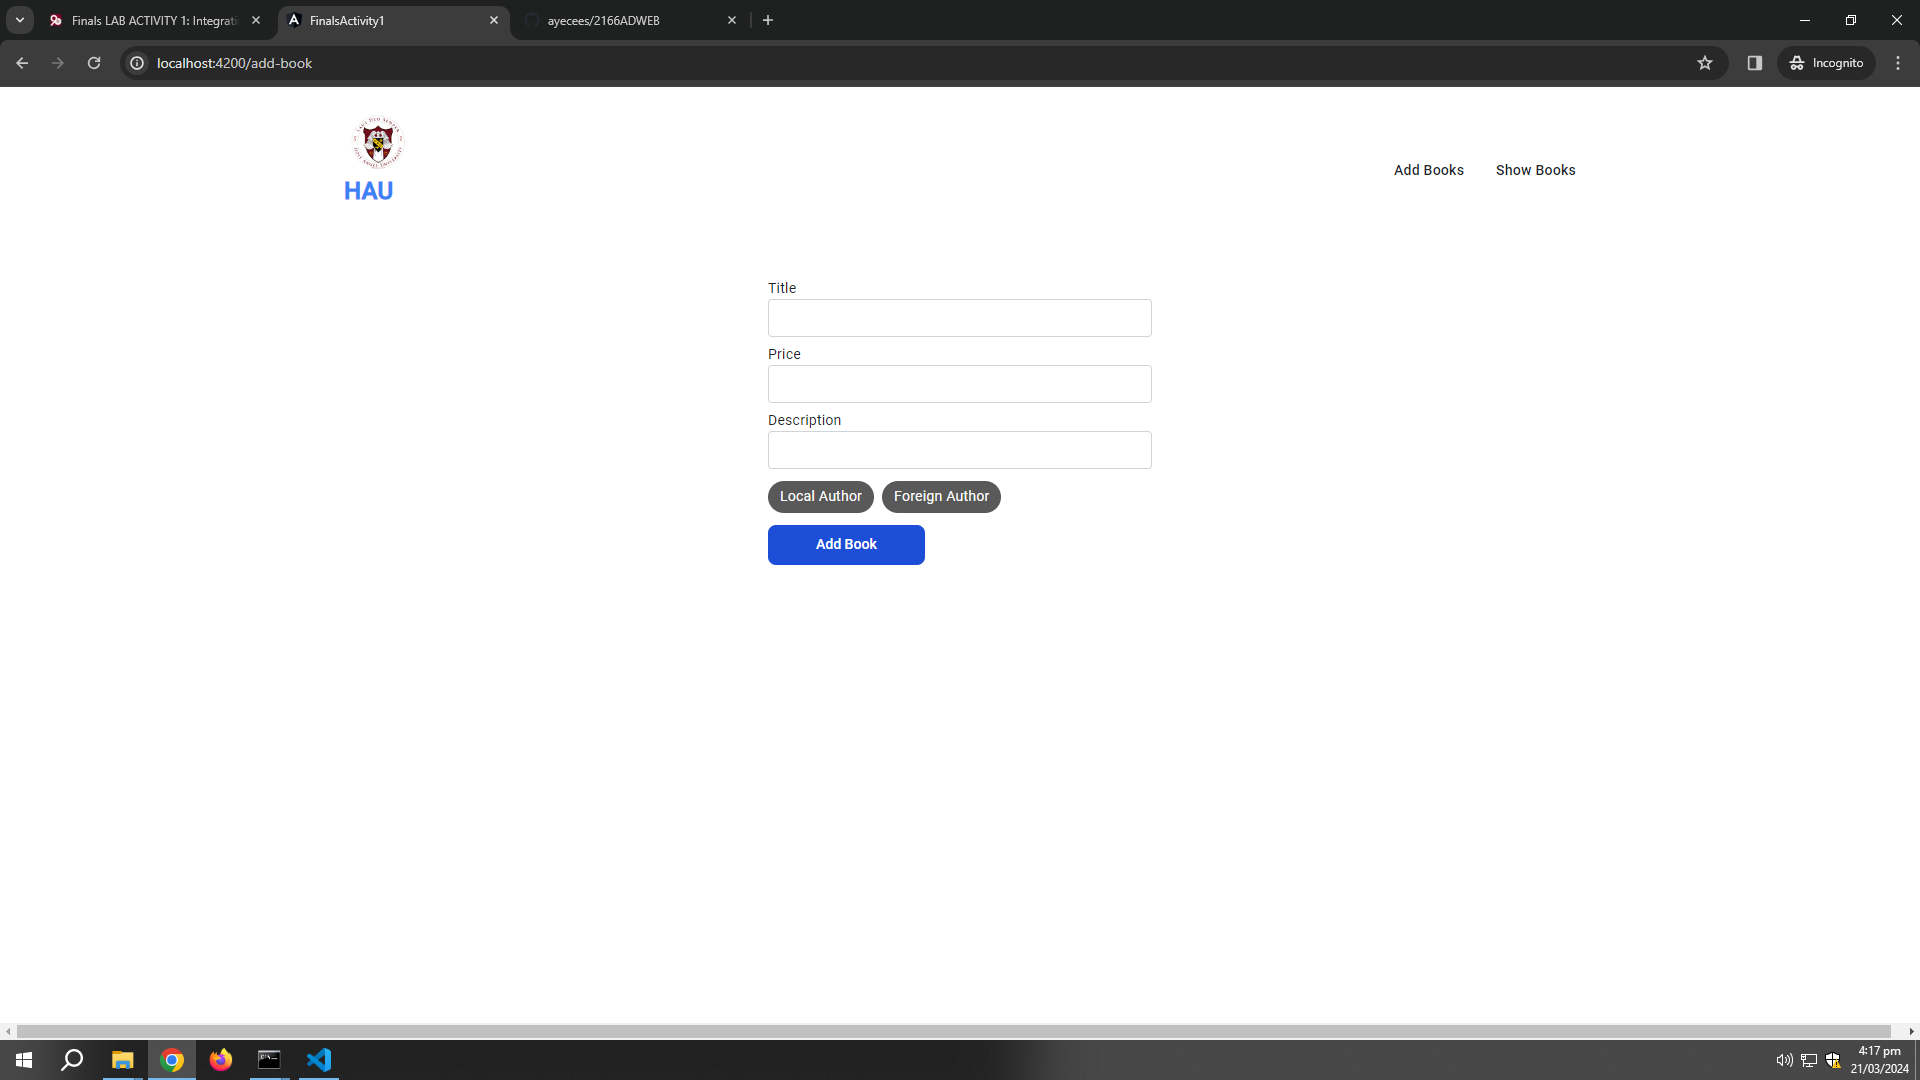 Finals LAB ACTIVITY 1: Integrati
FinalsActivity1
ayecees/2166ADWEB
localhost:4200/add-book
Incognito
HAU
Add Books
Show Books
Title
Price
Description
Local Author
Foreign Author
Add Book
4:17 pm
21/03/2024